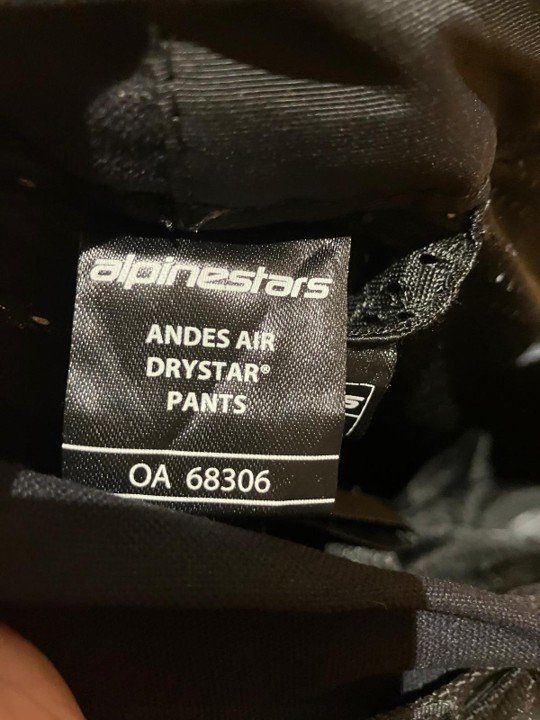 alpinestars
ANDES AIR
DRYSTAR®
PANTS
OA 68306